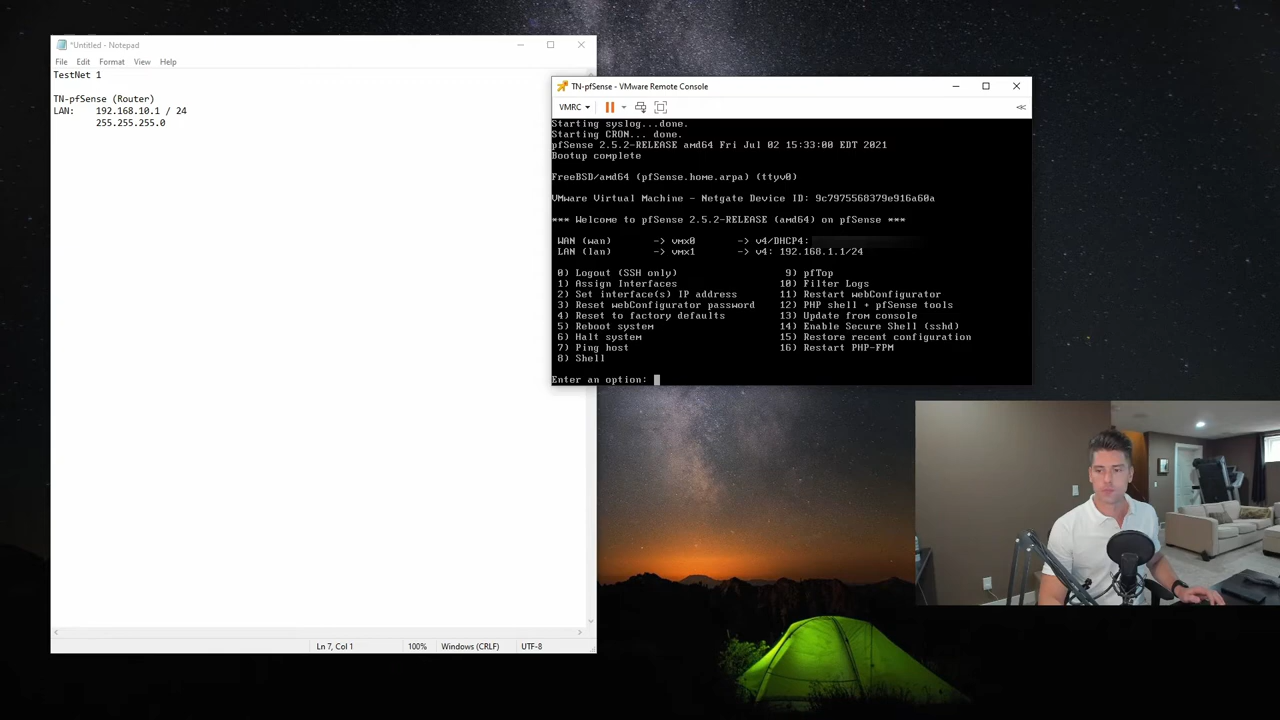 *Untitled - Notepad
File Edit Format View Help
TestNet 1
TN-pfSense (Router)
LAN: 192.168.10.1 / 24
255.255.255.0
Ln 7, Col 1 100% Windows (CRLF) UTF-8
TN-pfSense - VMware Remote Console
VMRC
Starting syslog...done.
Starting CRON... done.
pfSense 2.5.2-RELEASE amd64 Fri Jul 02 15:33:00 EDT 2021
Bootup complete
FreeBSD/amd64 (pfSense.home.arpa) (ttyv0)
VMware Virtual Machine - Netgate Device ID: 9c7975568379e916a60a
*** Welcome to pfSense 2.5.2-RELEASE (amd64) on pfSense ***
WAN (wan) -> vmx0 -> v4/DHCP4:
LAN (lan) -> vmx1 -> v4: 192.168.1.1/24
0) Logout (SSH only) 9) pfTop
1) Assign Interfaces 10) Filter Logs
2) Set interface(s) IP address 11) Restart webConfigurator
3) Reset webConfigurator password 12) PHP shell + pfSense tools
4) Reset to factory defaults 13) Update from console
5) Reboot system 14) Enable Secure Shell (sshd)
6) Halt system 15) Restore recent configuration
7) Ping host 16) Restart PHP-FPM
8) Shell
Enter an option: